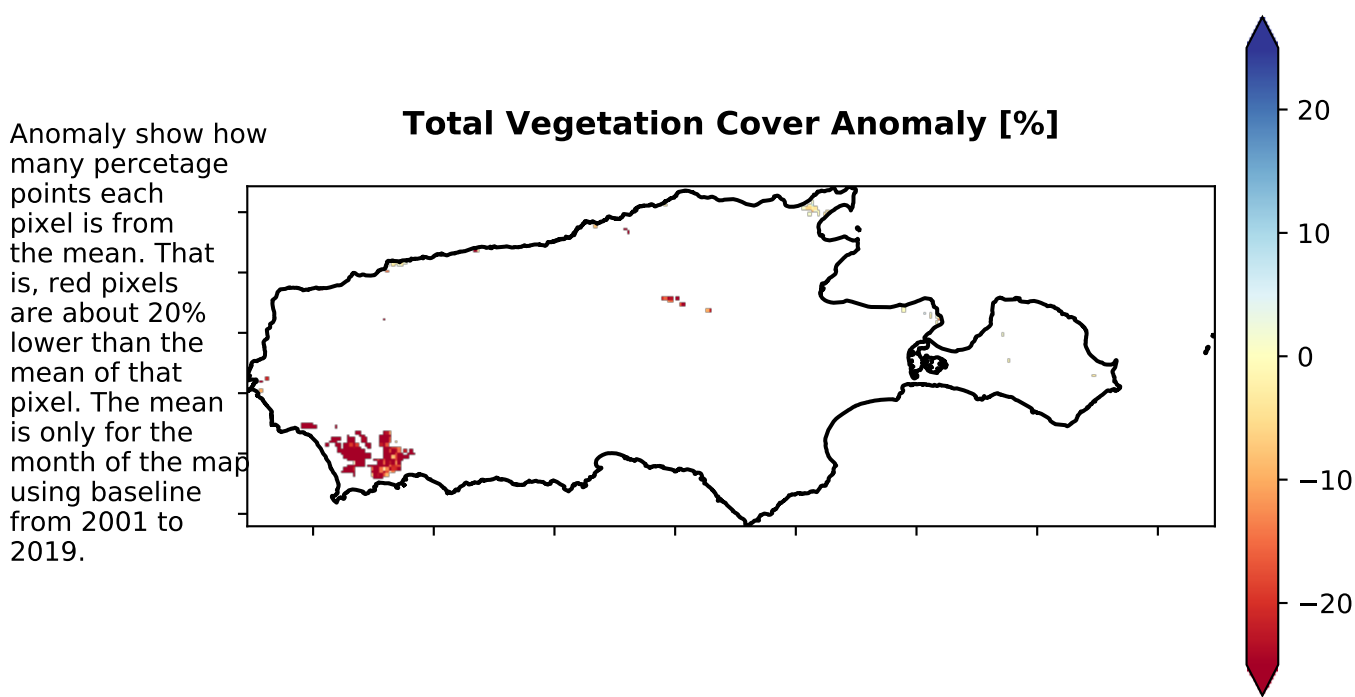 Total Vegetation Cover Anomaly [%]
Anomaly show how
many percetage
points each
pixel is from
the mean. That
is, red pixels
are about 20%
lower than the
mean of that
pixel. The mean
is only for the
month of the map
using baseline
from 2001 to
2019.
20
10
0
−10
−20